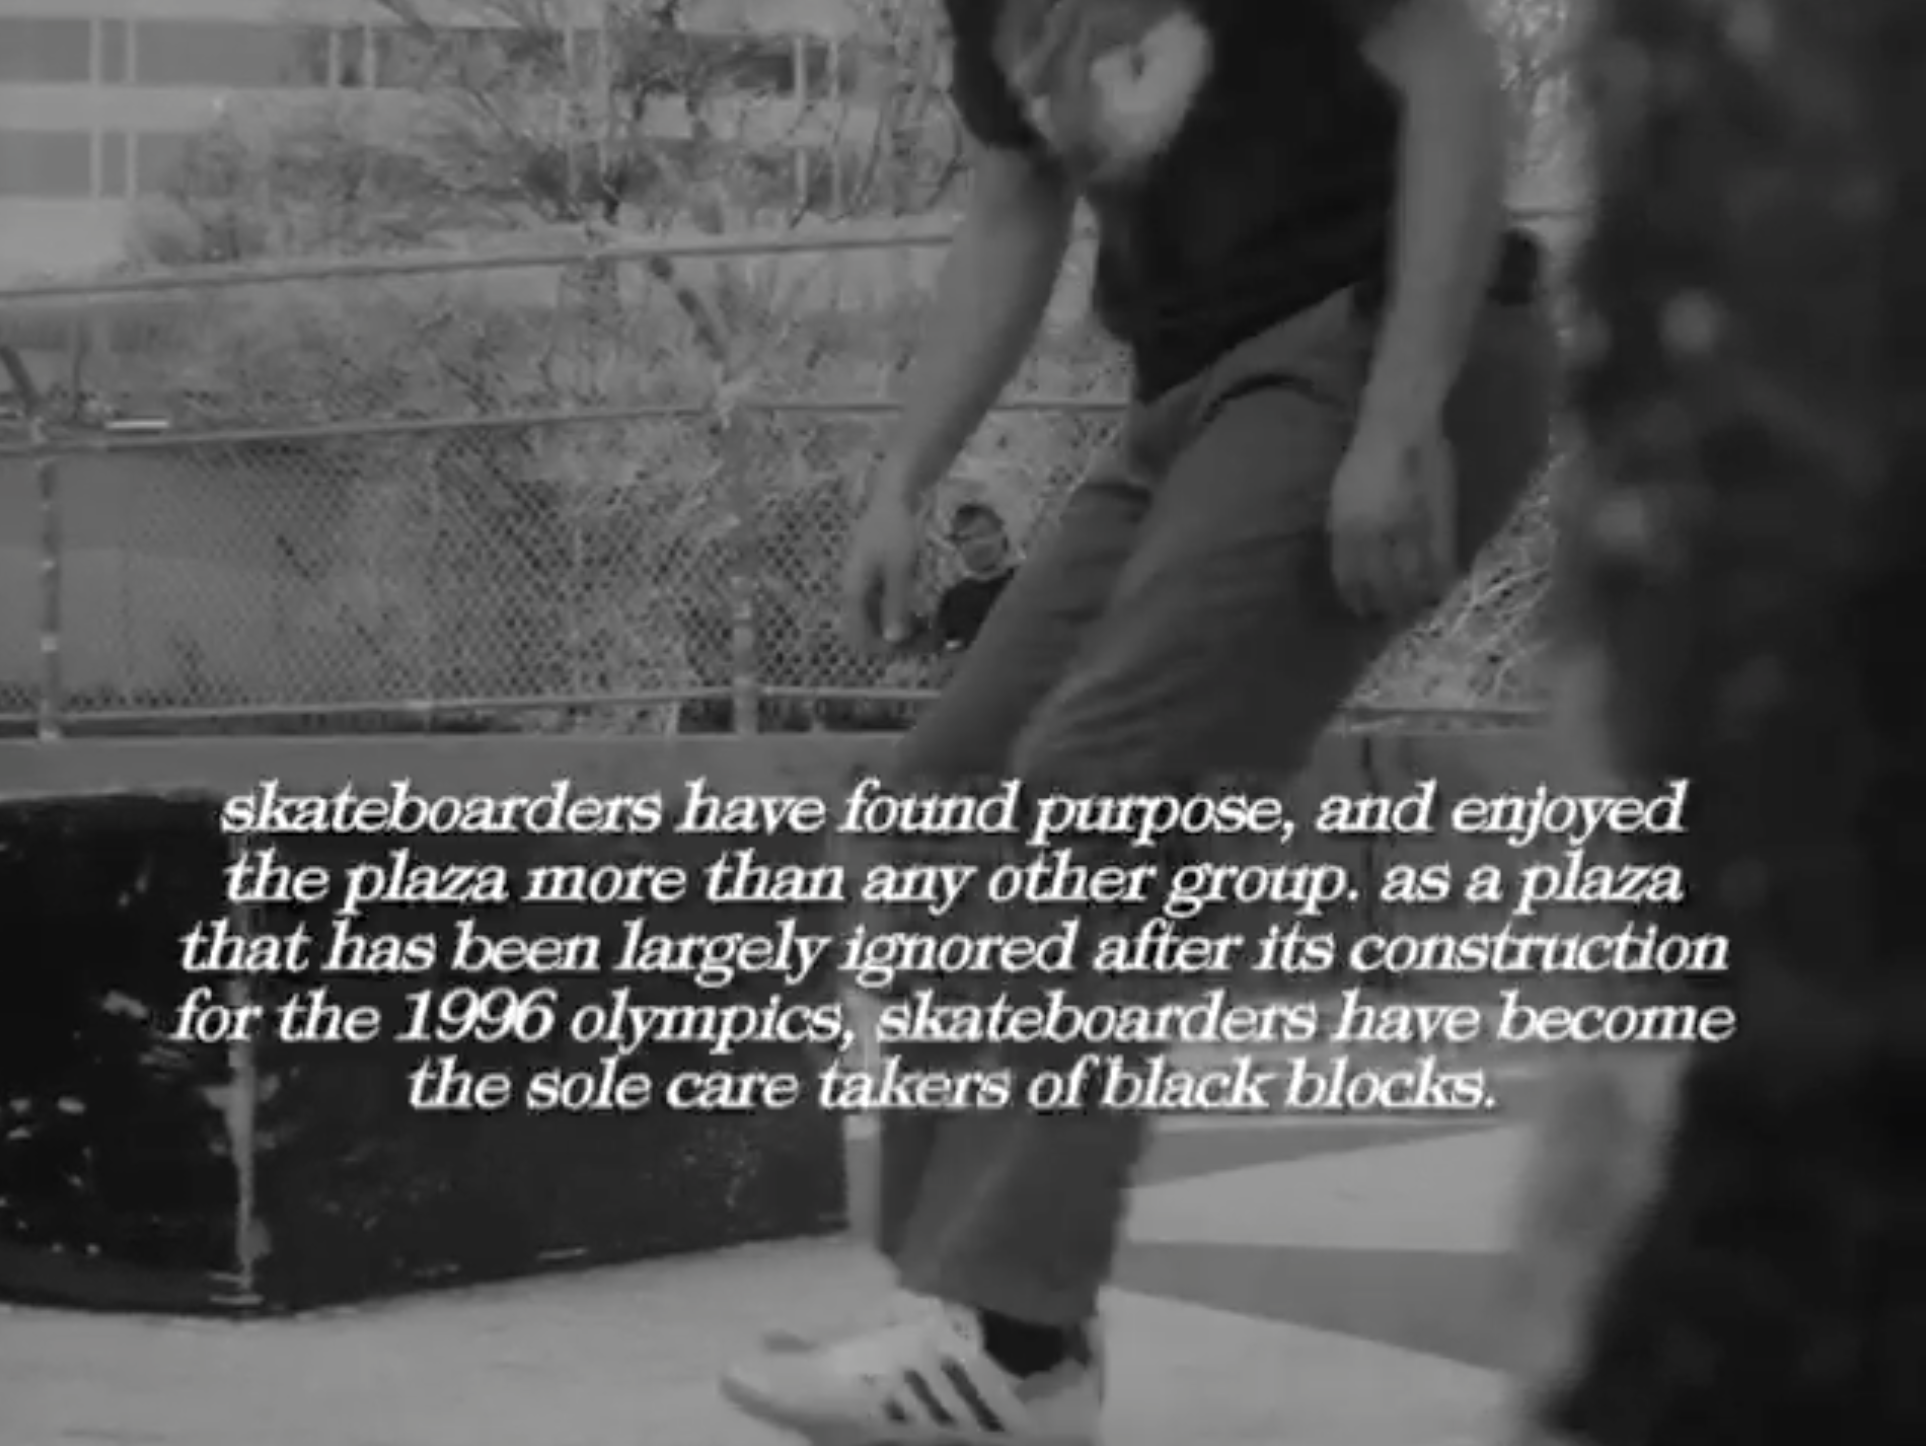 skateboarders have found purpose, and enjoyed
the plaza more than any other group. as a plaza
that has been largely ignored after its construction
for the 1996 olympics, skateboarders have become
the sole care takers of black blocks.